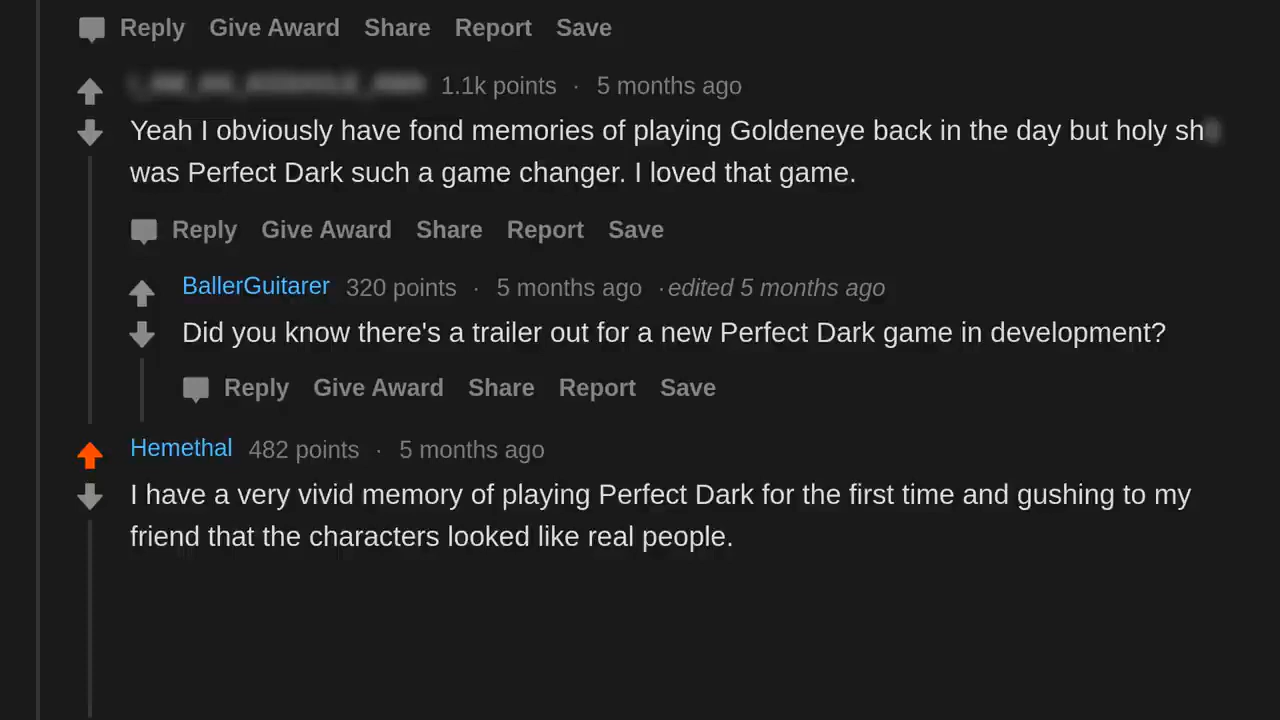 Reply Give Award Share Report Save
1.1k points · 5 months ago
Yeah I obviously have fond memories of playing Goldeneye back in the day but holy
was Perfect Dark such a game changer. I loved that game.
Reply Give Award Share Report Save
BallerGuitarer 320 points · 5 months ago · edited 5 months ago
Did you know there's a trailer out for a new Perfect Dark game in development?
Reply Give Award Share Report Save
Hemethal 482 points · 5 months ago
I have a very vivid memory of playing Perfect Dark for the first time and gushing to my
friend that the characters looked like real people.